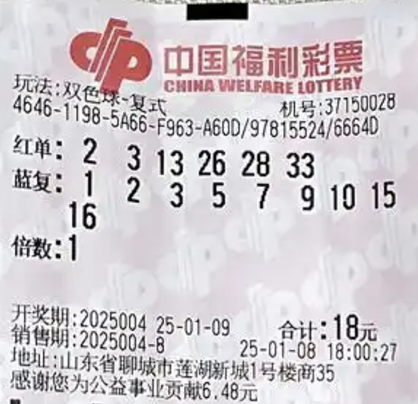 中国福利彩票
CHINA WELFARE LOTTERY
玩法:双色球-复式
机号:37150028
4646-1198-5A66-F963-A60D/97815524/6664D
红单: 2 3 13 26 28 33
蓝复: 1 2 3 5 7 9 10 15
16
倍数:1
开奖期:2025004 25-01-09 合计:18元
销售期:2025004-8 25-01-08 18:00:27
地址:山东省聊城市莲湖新城1号楼商35
感谢您为公益事业贡献6.48元